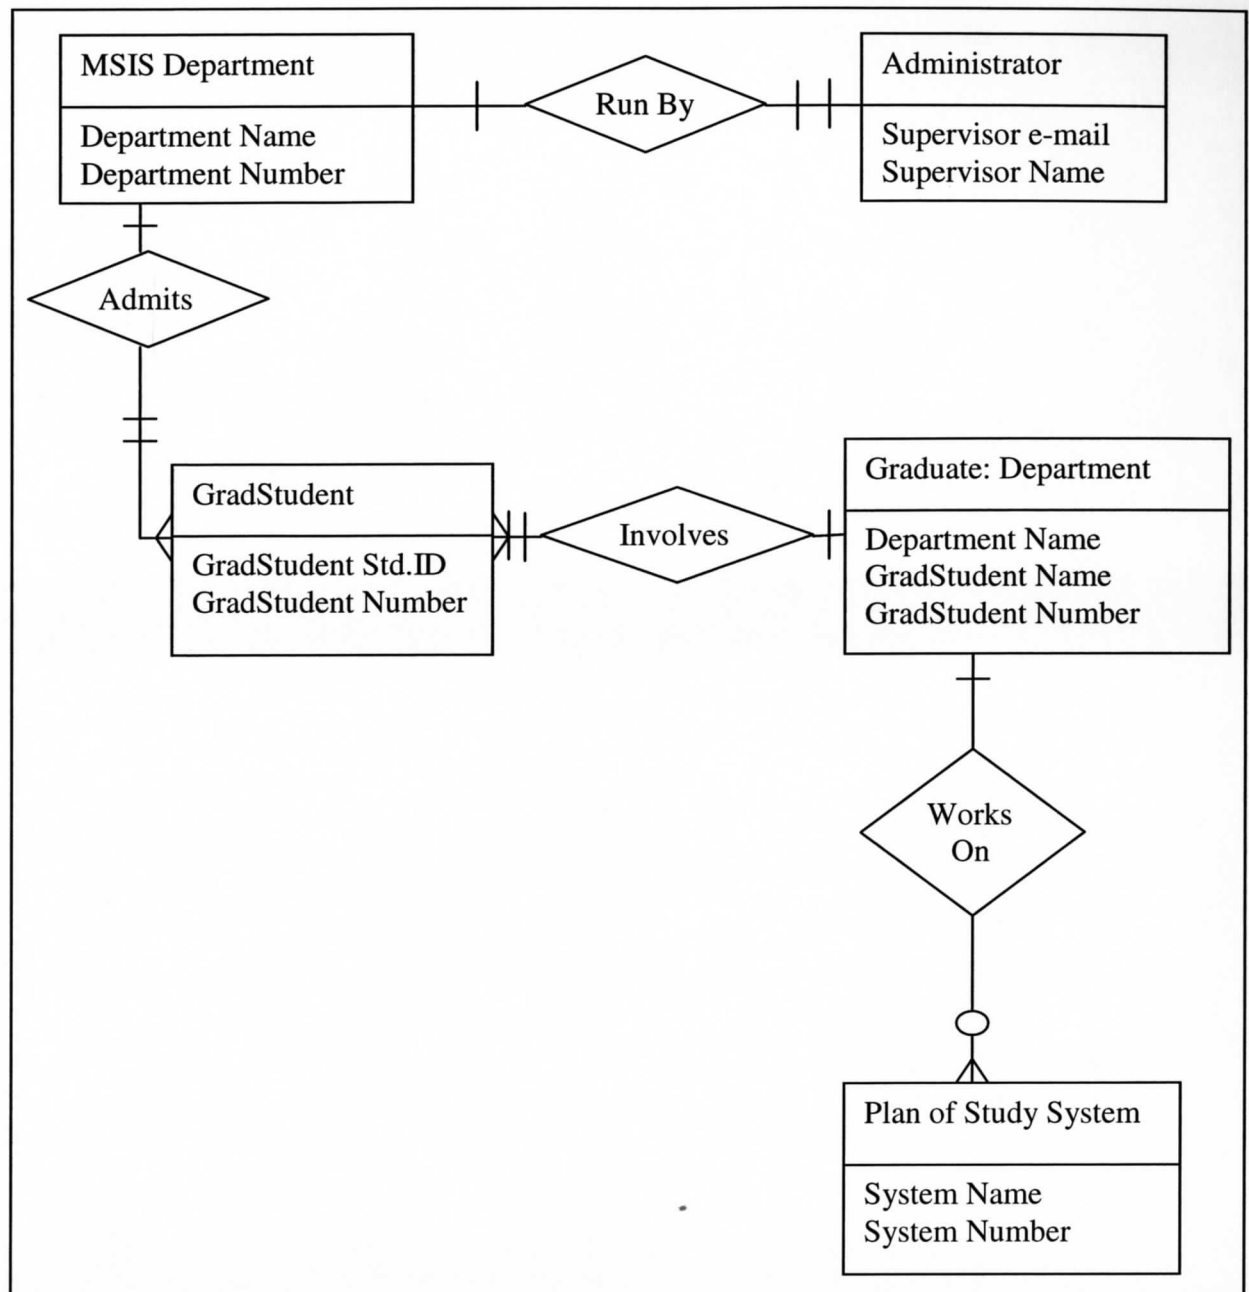 MSIS Department
Department Name
Department Number
Run By
Administrator
Supervisor e-mail
Supervisor Name
Admits
GradStudent
GradStudent Std.ID
GradStudent Number
Involves
Graduate: Department
Department Name
GradStudent Name
GradStudent Number
Works
On
Plan of Study System
System Name
System Number